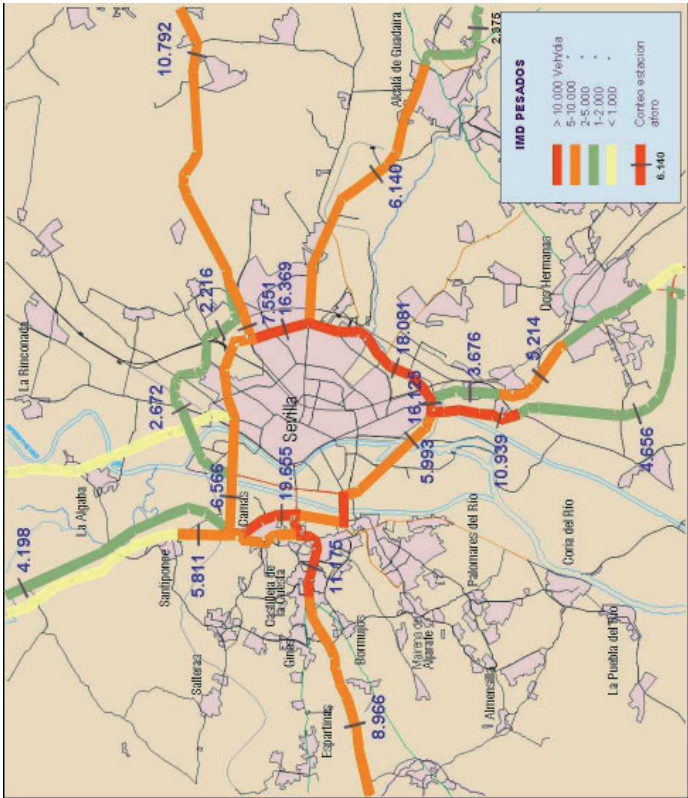 10.792
Alcalá de Guadaira
2.375
IMD PESADOS
> 10.000 Veh/dia
5-10.000 "
2-5.000 "
1-2.000 "
< 1.000 "
Conteo estacion
aforo
6.140
6.140
La Rinconada
2.216
7.551
16.369
Dos Hermanas
18.081
3.676
5.214
2.672
Sevilla
16.125
10.939
5.993
4.656
La Algaba
6.566
Camas
19.655
4.198
5.811
Santiponce
Castilleja de
la Cuesta
11.175
Palomares del Río
Coria del Río
Salteras
Gines
Bormujos
Mairena del
Aljarafe
Almensilla
La Puebla del Río
Espartinas
8.966